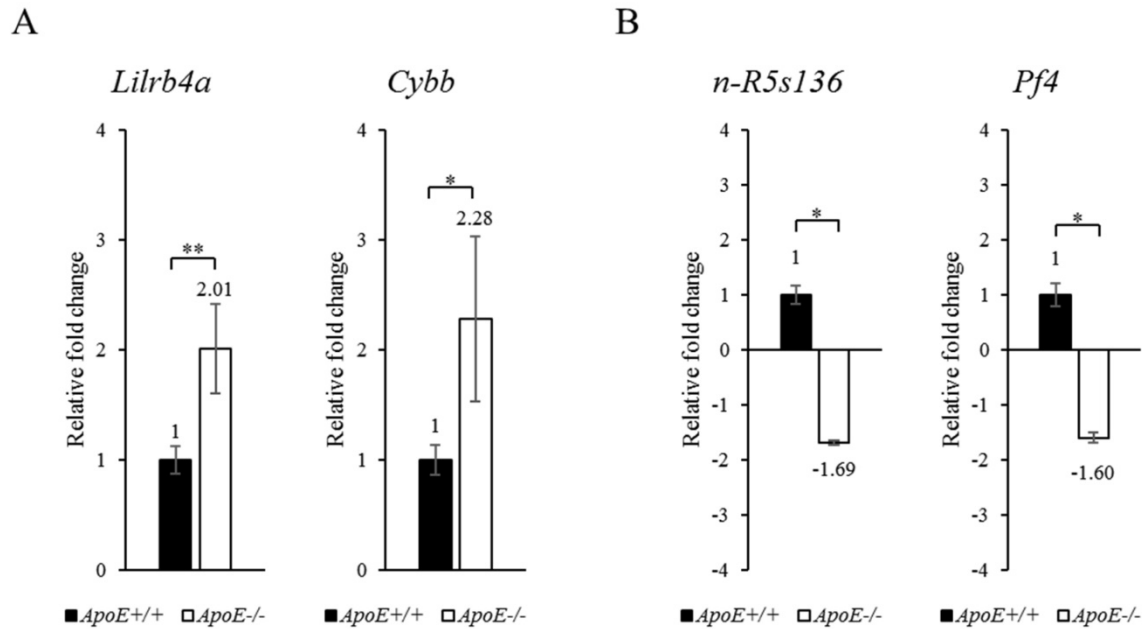 A
B
Lilrb4a
Cybb
n-R5s136
Pf4
Relative fold change
4
3
2
1
0
**
1
2.01
■ApoE+/+ □ApoE-/-
Relative fold change
4
3
2
1
0
*
1
2.28
■ApoE+/+ □ApoE-/-
Relative fold change
4
3
2
1
0
-1
-2
-3
-4
*
1
-1.69
■ApoE+/+ □ApoE-/-
Relative fold change
4
3
2
1
0
-1
-2
-3
-4
*
1
-1.60
■ApoE+/+ □ApoE-/-